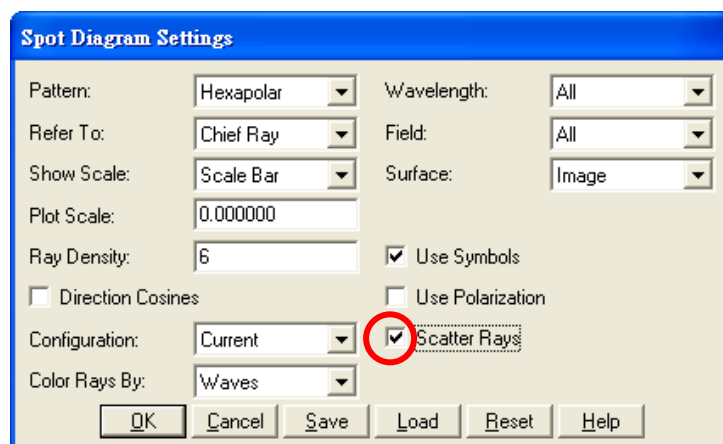 Spot Diagram Settings
Pattern: Hexapolar Wavelength: All
Refer To: Chief Ray Field: All
Show Scale: Scale Bar Surface: Image
Plot Scale: 0.000000
Ray Density: 6 Use Symbols
Direction Cosines Use Polarization
Configuration: Current Scatter Rays
Color Rays By: Waves
OK Cancel Save Load Reset Help